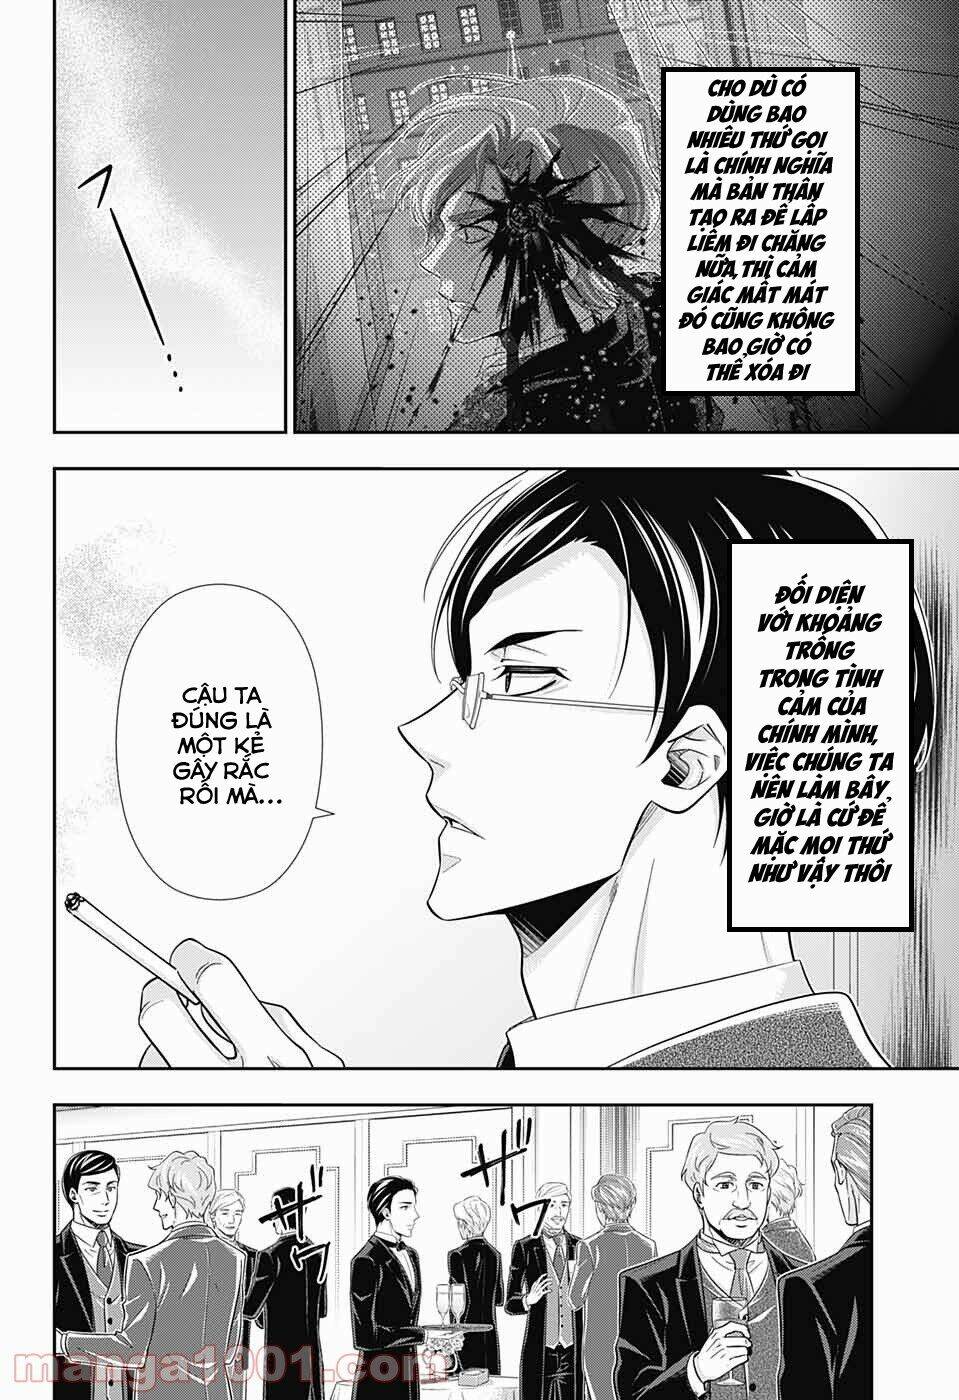 CHO DÙ CÓ
DÙNG BAO
NHIÊU THỨ GỌI
LÀ CHÍNH NGHĨA
MÀ BẢN THÂN
TẠO RA ĐỂ LẤP
LIẾM ĐI CHĂNG
NỮA THÌ CẢM
GIÁC MẤT MÁT
ĐÓ CŨNG KHÔNG
BAO GIỜ CÓ
THỂ XÓA ĐI
ĐỐI DIỆN
VỚI KHOẢNG
TRỐNG
TRONG TÌNH
CẢM CỦA
CHÍNH MÌNH,
VIỆC CHÚNG TA
NÊN LÀM BÂY
GIỜ LÀ CỨ ĐỂ
MẶC MỌI THỨ
NHƯ VẬY THÔI
CẬU TA
ĐÚNG LÀ
MỘT KẺ
GÂY RẮC
RỐI MÀ...
ザワ
ザワ
manga1001.com